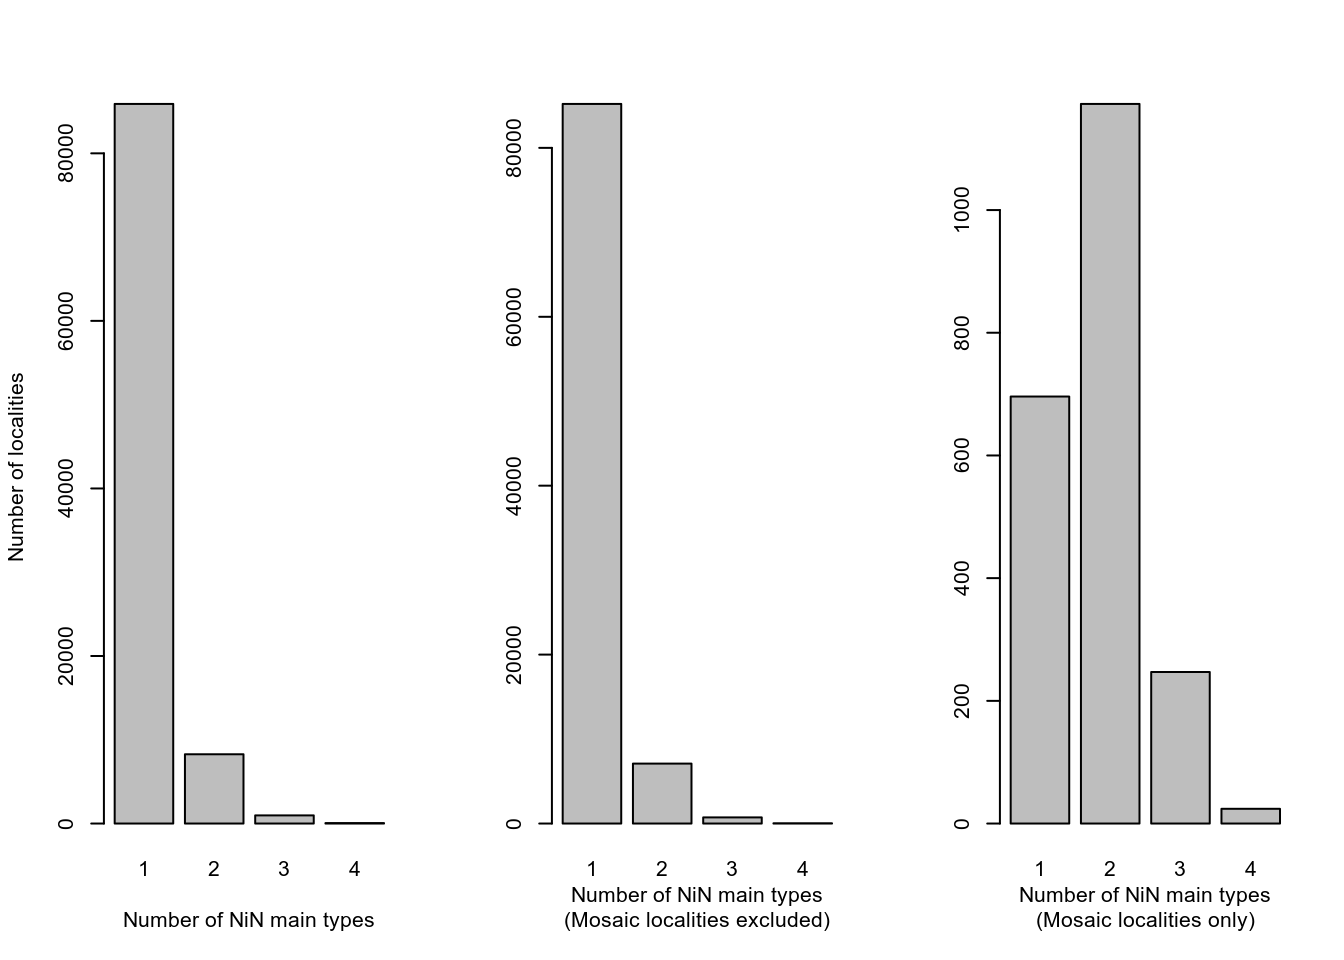 Number of localities
80000
60000
40000
20000
0
1 2 3 4
Number of NiN main types
80000
60000
40000
20000
0
1 2 3 4
Number of NiN main types
(Mosaic localities excluded)
1000
800
600
400
200
0
1 2 3 4
Number of NiN main types
(Mosaic localities only)